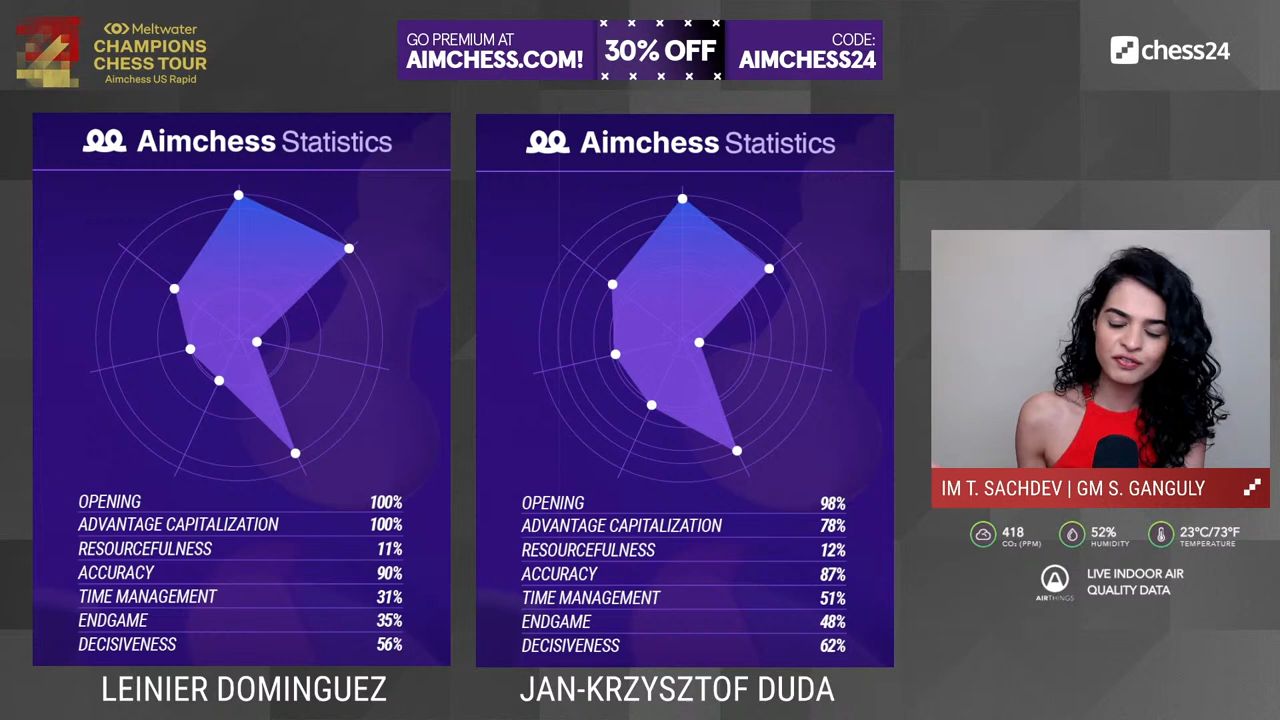 Meltwater
CHAMPIONS
CHESS TOUR
Aimchess US Rapid
GO PREMIUM AT
AIMCHESS.COM!
30% OFF
CODE:
AIMCHESS24
chess24
Aimchess Statistics
OPENING 100%
ADVANTAGE CAPITALIZATION 100%
RESOURCEFULNESS 11%
ACCURACY 90%
TIME MANAGEMENT 31%
ENDGAME 35%
DECISIVENESS 56%
LEINIER DOMINGUEZ
Aimchess Statistics
OPENING 98%
ADVANTAGE CAPITALIZATION 78%
RESOURCEFULNESS 12%
ACCURACY 87%
TIME MANAGEMENT 51%
ENDGAME 48%
DECISIVENESS 62%
JAN-KRZYSZTOF DUDA
IM T. SACHDEV | GM S. GANGULY
418
CO₂ (PPM)
52%
HUMIDITY
23°C/73°F
TEMPERATURE
AIRTHINGS
LIVE INDOOR AIR
QUALITY DATA